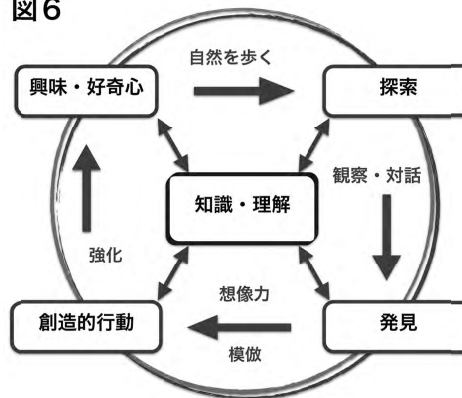 図6
自然を歩く
興味・好奇心
探索
観察・対話
知識・理解
強化
想像力
創造的行動
発見
模倣